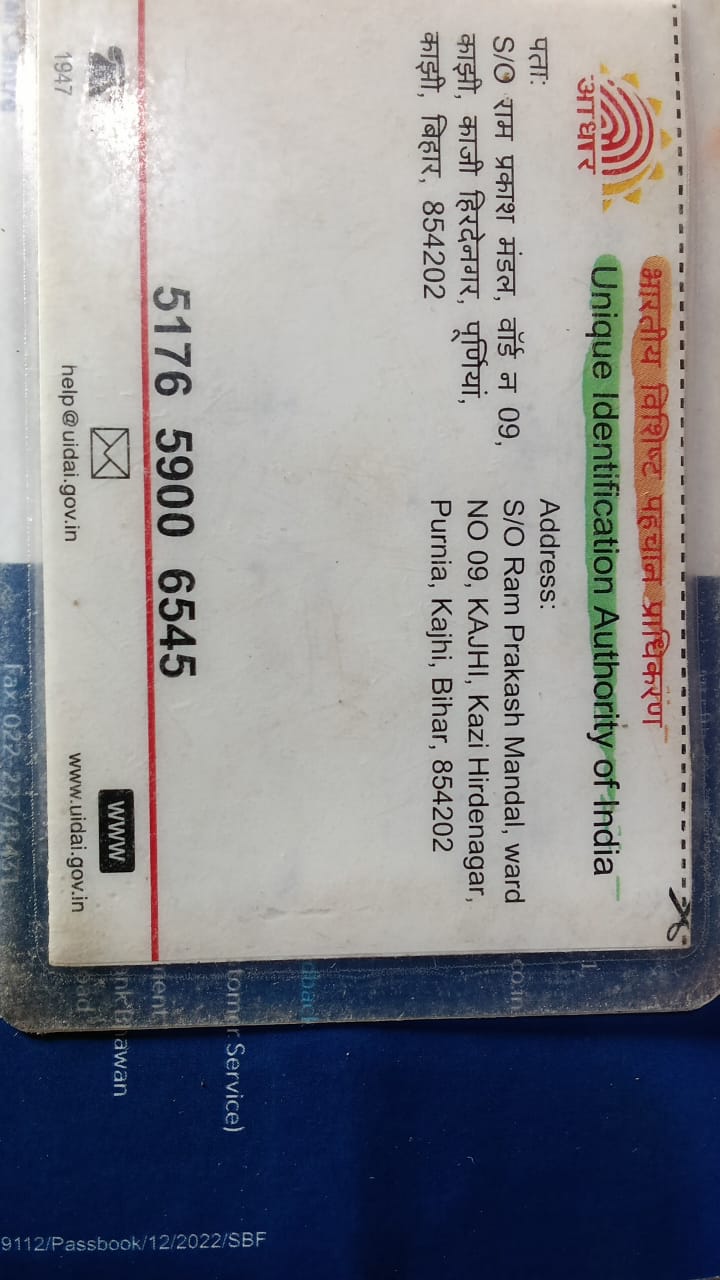 भारतीय विशिष्ट पहचान प्राधिकरण
Unique Identification Authority of India
आधार
पता:
S/O राम प्रकाश मंडल, वॉर्ड न 09,
काझी, काजी हिरदेनगर, पूर्णियां,
काझी, बिहार, 854202
Address:
S/O Ram Prakash Mandal, ward
NO 09, KAJHI, Kazi Hirdenagar,
Purnia, Kajhi, Bihar, 854202
5176 5900 6545
1947
help@uidai.gov.in
www
www.uidai.gov.in
tomer Service)
9112/Passbook/12/2022/SBF